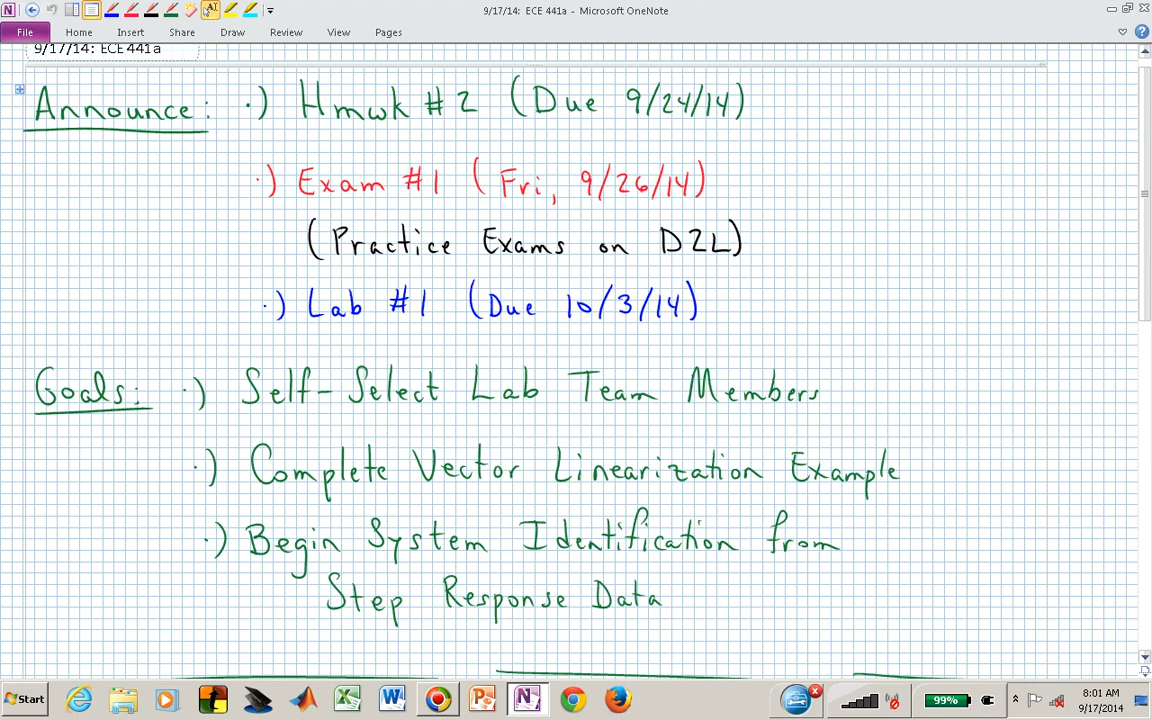 9/17/14: ECE 441a - Microsoft OneNote
File Home Insert Share Draw Review View Pages
9/17/14: ECE 441a
Announce: ·) Hmwk #2 (Due 9/24/14)
·) Exam #1 (Fri, 9/26/14)
(Practice Exams on D2L)
·) Lab #1 (Due 10/3/14)
Goals: ·) Self-Select Lab Team Members
·) Complete Vector Linearization Example
·) Begin System Identification from
Step Response Data
Start 99% 8:01 AM
9/17/2014